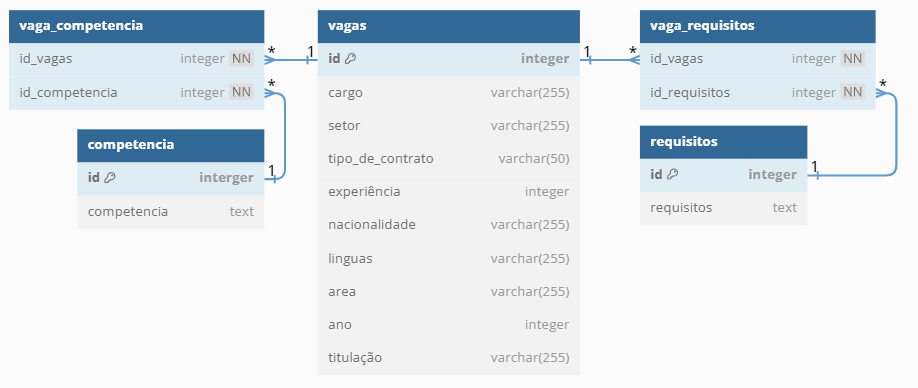 vaga_competencia
id_vagas integer NN
id_competencia integer NN
*
*
1
competencia
id interger
competencia text
1
vagas
id integer
cargo varchar(255)
setor varchar(255)
tipo_de_contrato varchar(50)
experiência integer
nacionalidade varchar(255)
linguas varchar(255)
area varchar(255)
ano integer
titulação varchar(255)
1
*
vaga_requisitos
id_vagas integer NN
id_requisitos integer NN
*
requisitos
id integer
requisitos text
1